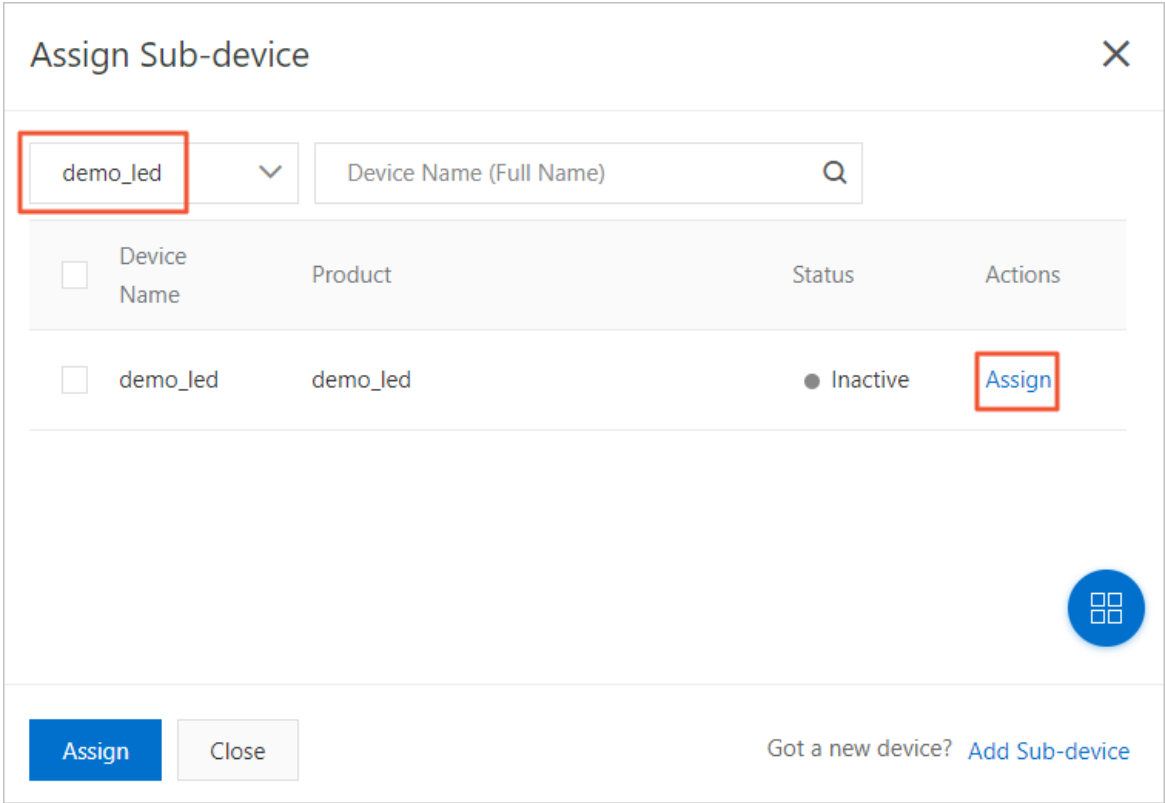 Assign Sub-device
demo_led
Device Name (Full Name)
Device
Name
Product
Status
Actions
demo_led
demo_led
Inactive
Assign
Assign
Close
Got a new device?
Add Sub-device